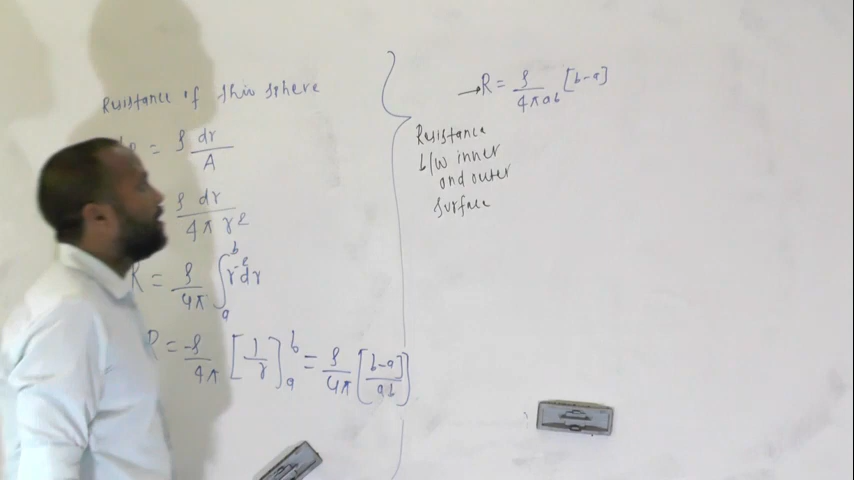 Resistance of thin sphere
= ρ dr / A
ρ dr / 4π r²
R = ρ/4π ∫ₐᵇ r⁻² dr
R = -ρ/4π [1/r]ₐᵇ = ρ/4π [b-a/ab]
→ R = ρ/4πab [b-a]
Resistance
b/w inner
and outer
surface